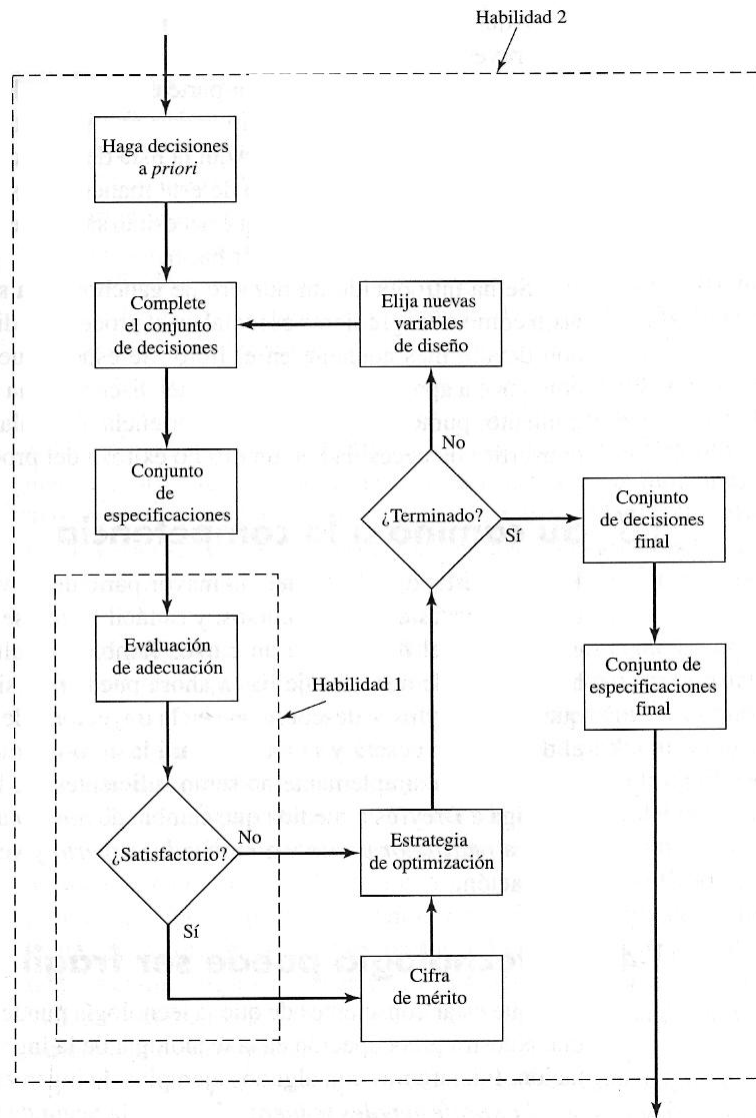 Habilidad 2
Haga decisiones
a priori
Complete
el conjunto
de decisiones
Elija nuevas
variables
de diseño
Conjunto
de
especificaciones
No
¿Terminado?
Sí
Conjunto
de decisiones
final
Evaluación
de adecuación
Habilidad 1
Conjunto de
especificaciones
final
¿Satisfactorio?
No
Estrategia
de optimización
Sí
Cifra
de mérito